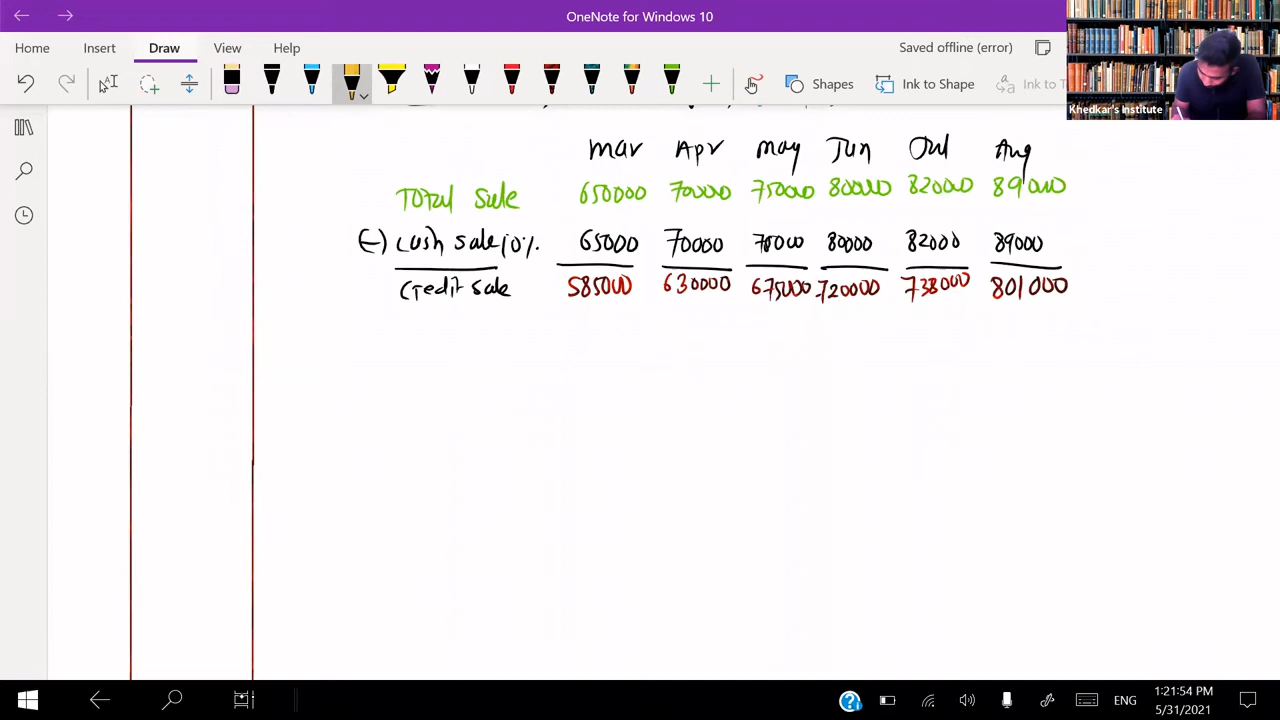 OneNote for Windows 10
Home Insert Draw View Help Saved offline (error)
Shapes Ink to Shape Ink to T
Khedkar's Institute
Mar Apr May Jun Jul Aug
Total Sale 650000 700000 750000 800000 820000 890000
(-) Cash sale 10%. 65000 70000 75000 80000 82000 89000
Credit sale 585000 630000 675000 720000 738000 801000
ENG 1:21:54 PM
5/31/2021